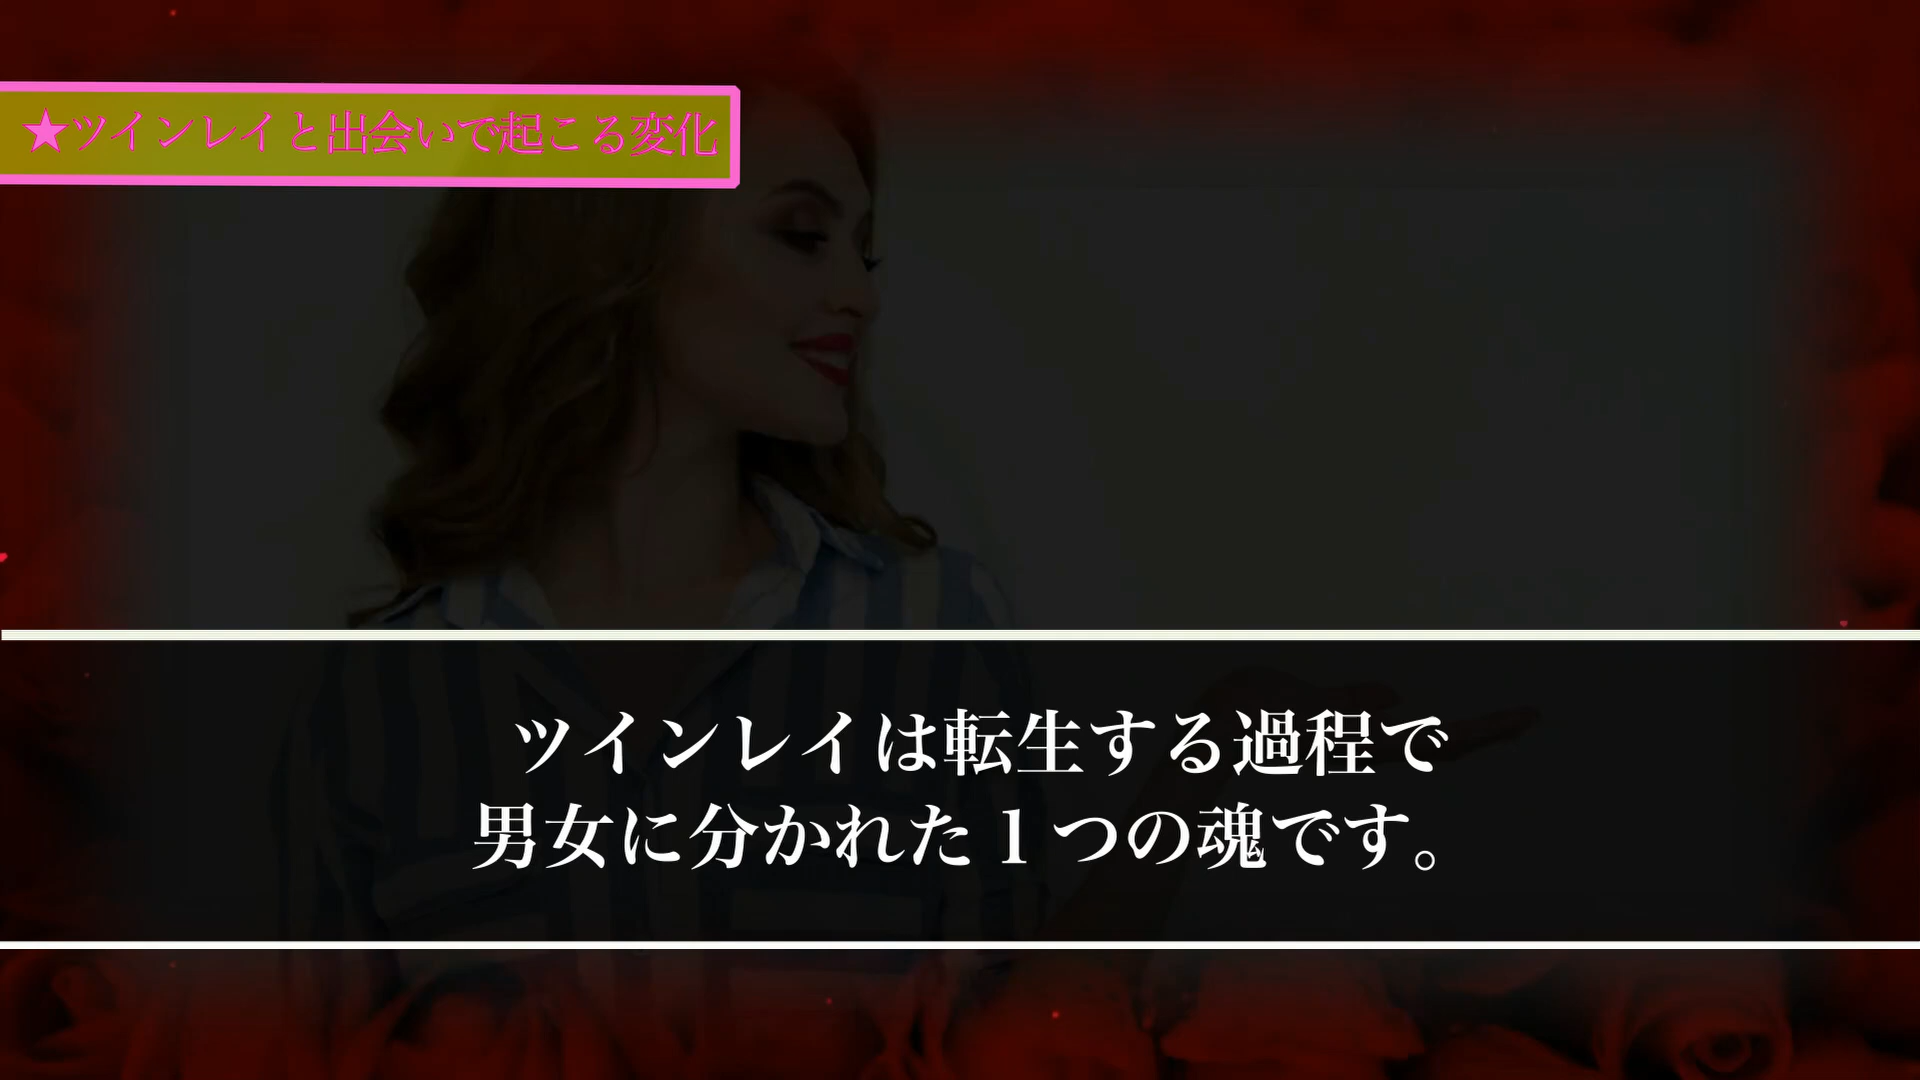 ★ツインレイと出会いで起こる変化
ツインレイは転生する過程で
男女に分かれた１つの魂です。